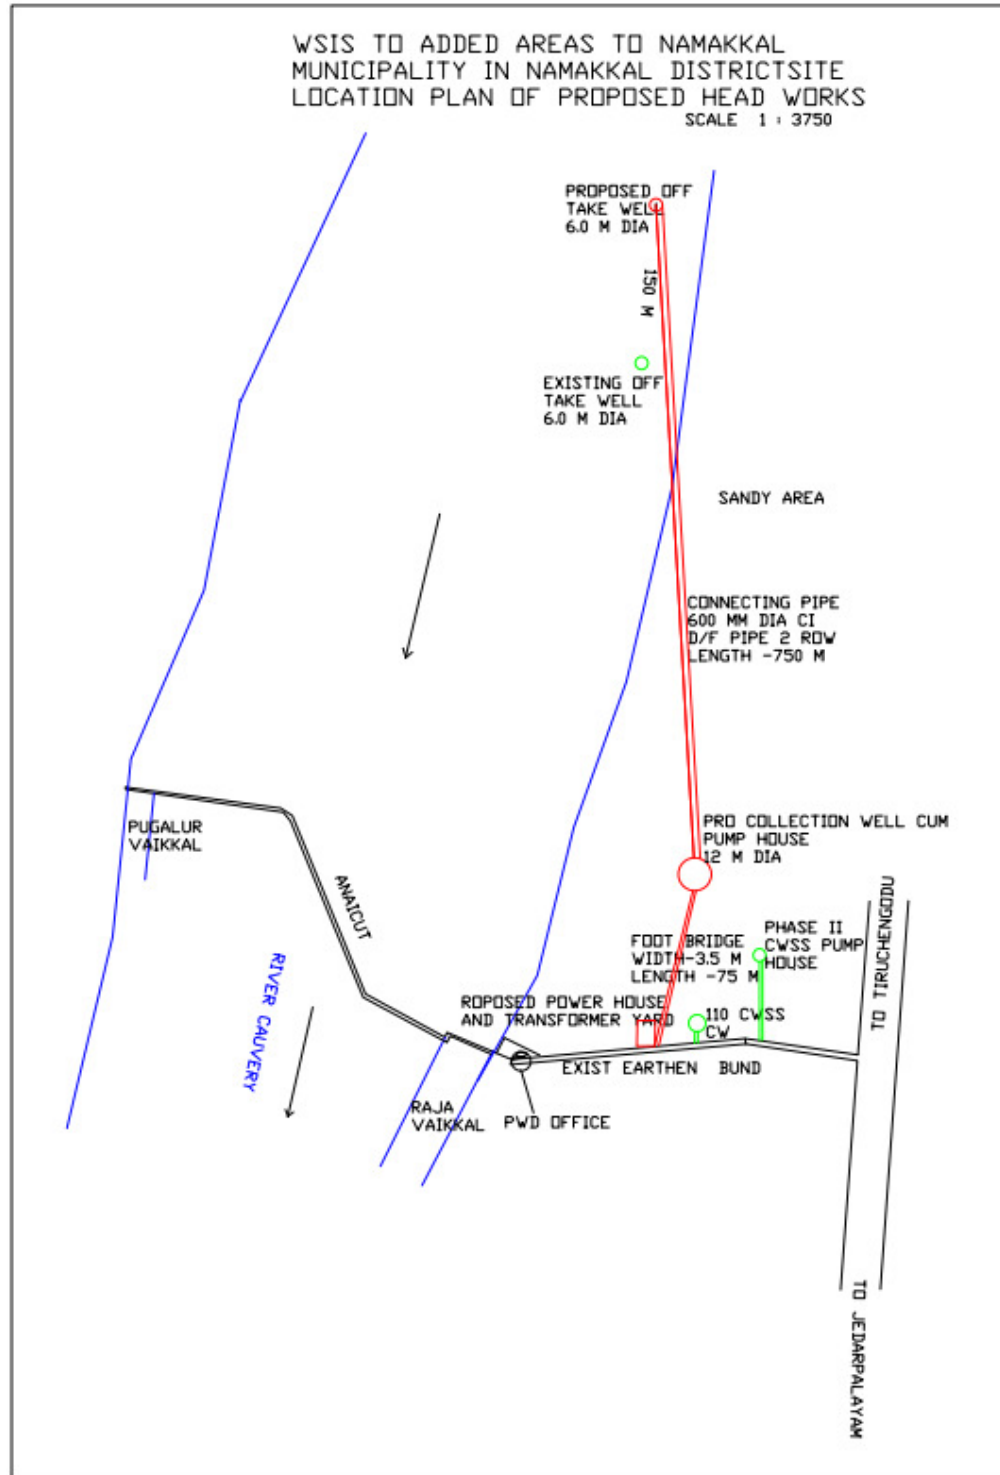 WSIS TO ADDED AREAS TO NAMAKKAL
MUNICIPALITY IN NAMAKKAL DISTRICTSITE
LOCATION PLAN OF PROPOSED HEAD WORKS
SCALE 1 : 3750
PROPOSED OFF
TAKE WELL
6.0 M DIA
150 M
EXISTING OFF
TAKE WELL
6.0 M DIA
SANDY AREA
CONNECTING PIPE
600 MM DIA CI
D/F PIPE 2 ROW
LENGTH -750 M
PRO COLLECTION WELL CUM
PUMP HOUSE
12 M DIA
PUGALUR
VAIKKAL
ANAICUT
RIVER CAUVERY
FOOT BRIDGE
WIDTH-3.5 M
LENGTH -75 M
PHASE II
CWSS PUMP
HOUSE
TO TIRUCHENGODU
ROPOSED POWER HOUSE
AND TRANSFORMER YARD
110 CWSS
CW
EXIST EARTHEN BUND
RAJA
VAIKKAL
PWD OFFICE
TO JEDARPALAYAM